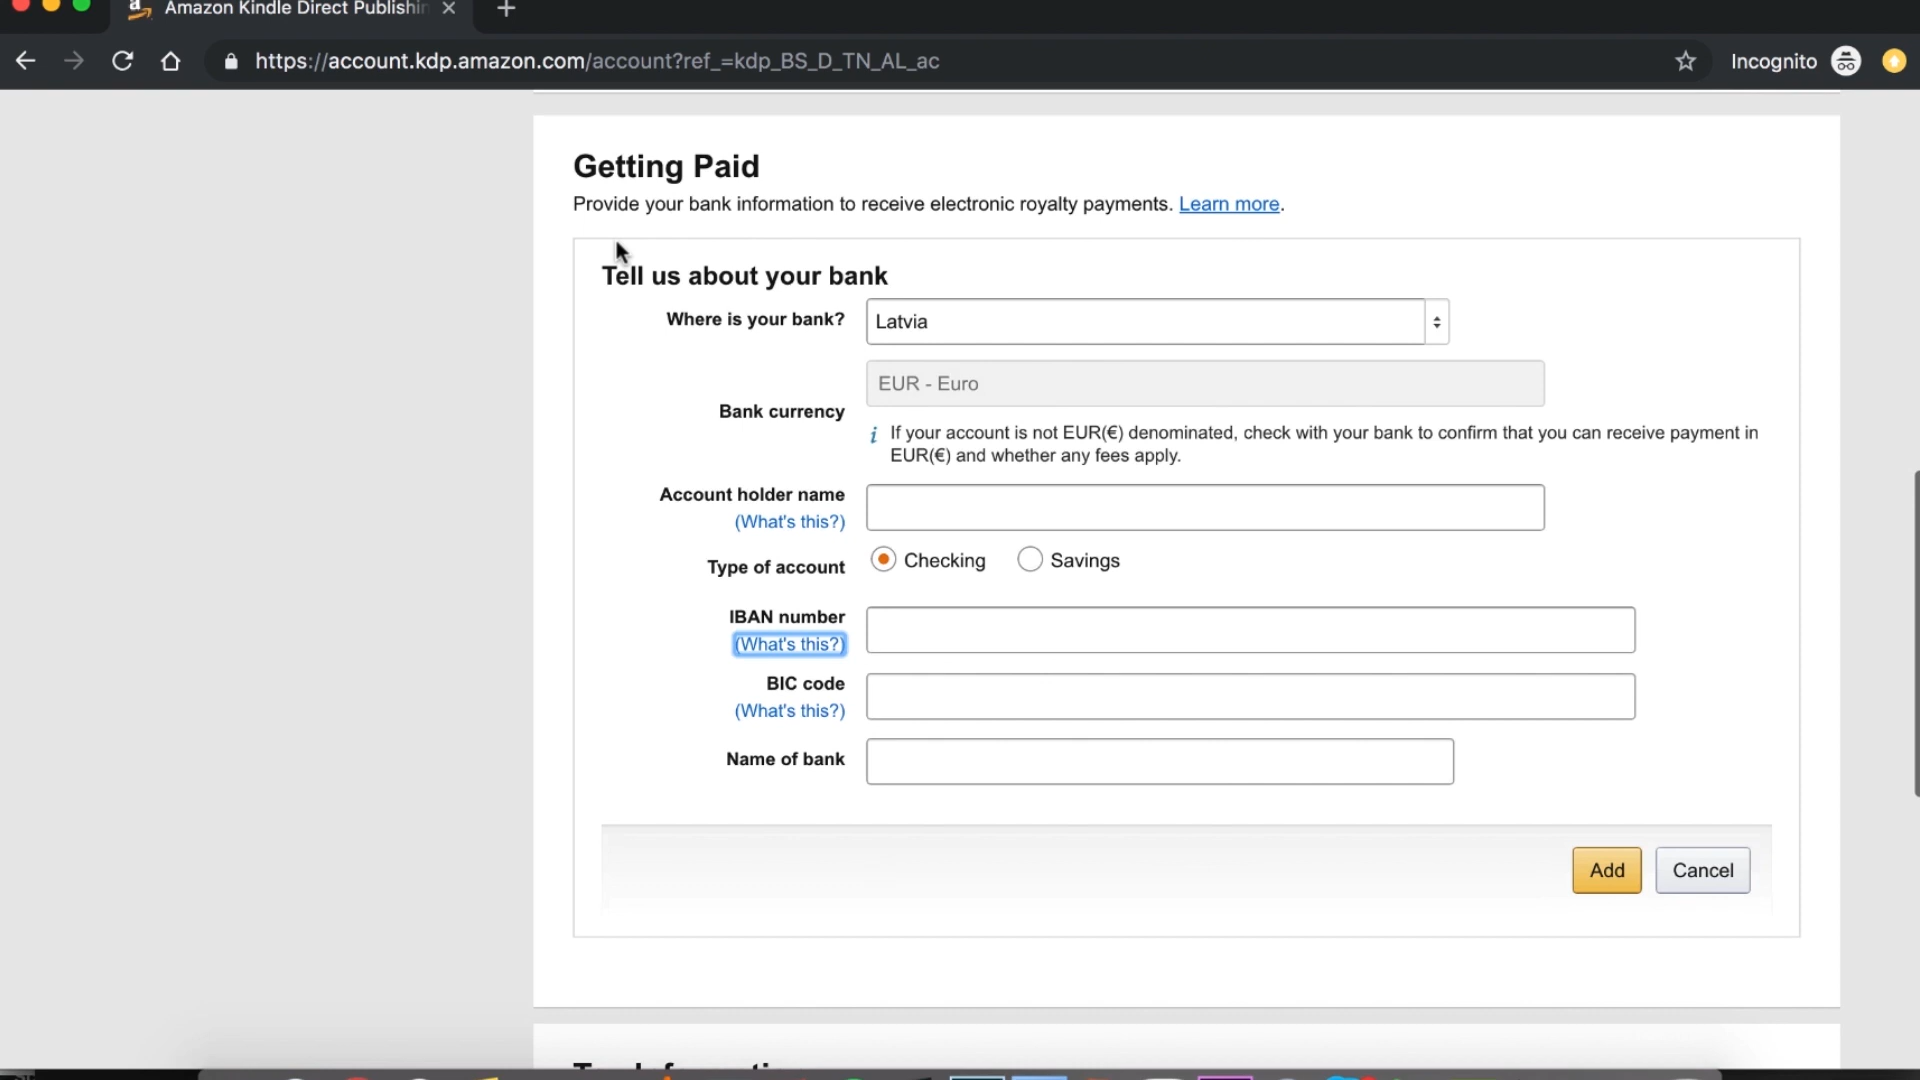 Amazon Kindle Direct Publishin
https://account.kdp.amazon.com/account?ref_=kdp_BS_D_TN_AL_ac
Incognito
Getting Paid
Provide your bank information to receive electronic royalty payments. Learn more.
Tell us about your bank
Where is your bank?
Latvia
EUR - Euro
Bank currency
If your account is not EUR(€) denominated, check with your bank to confirm that you can receive payment in
EUR(€) and whether any fees apply.
Account holder name
(What's this?)
Type of account
Checking
Savings
IBAN number
(What's this?)
BIC code
(What's this?)
Name of bank
Add
Cancel